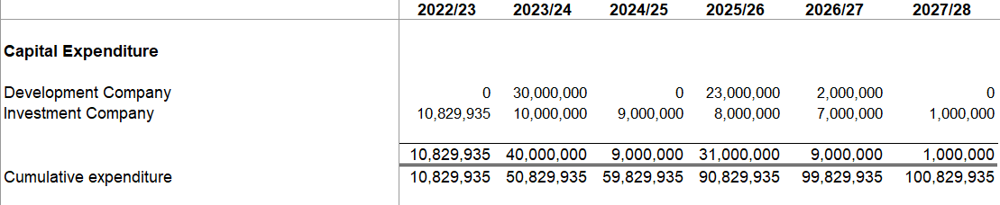 2022/23 2023/24 2024/25 2025/26 2026/27 2027/28
Capital Expenditure
Development Company 0 30,000,000 0 23,000,000 2,000,000 0
Investment Company 10,829,935 10,000,000 9,000,000 8,000,000 7,000,000 1,000,000
10,829,935 40,000,000 9,000,000 31,000,000 9,000,000 1,000,000
Cumulative expenditure 10,829,935 50,829,935 59,829,935 90,829,935 99,829,935 100,829,935